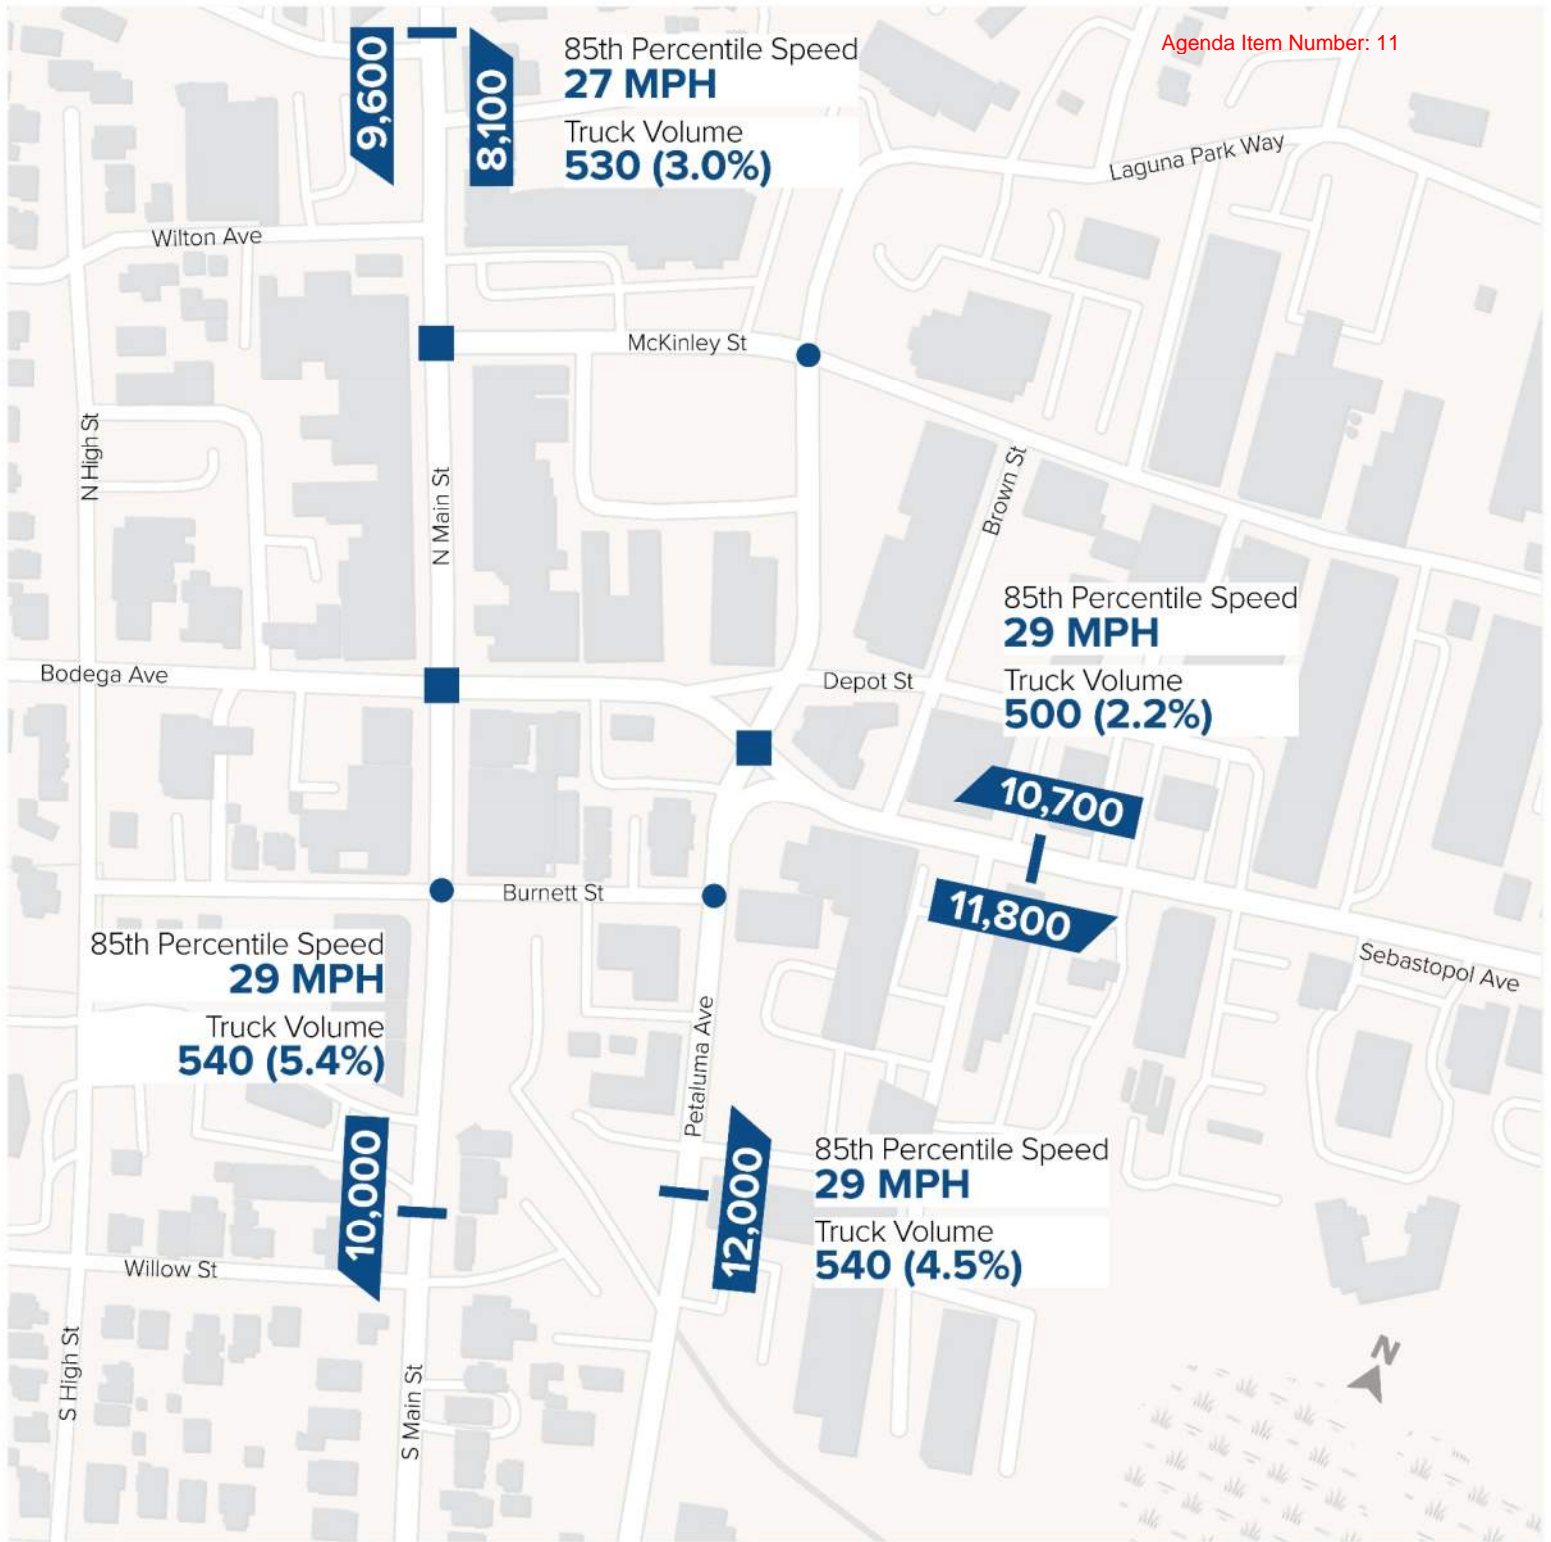 Agenda Item Number: 11
9,600
8,100
85th Percentile Speed
27 MPH
Truck Volume
530 (3.0%)
Laguna Park Way
Wilton Ave
McKinley St
N High St
N Main St
Brown St
85th Percentile Speed
29 MPH
Truck Volume
500 (2.2%)
Bodega Ave
Depot St
10,700
11,800
Burnett St
Sebastopol Ave
85th Percentile Speed
29 MPH
Truck Volume
540 (5.4%)
Petaluma Ave
10,000
12,000
85th Percentile Speed
29 MPH
Truck Volume
540 (4.5%)
Willow St
S High St
S Main St
N